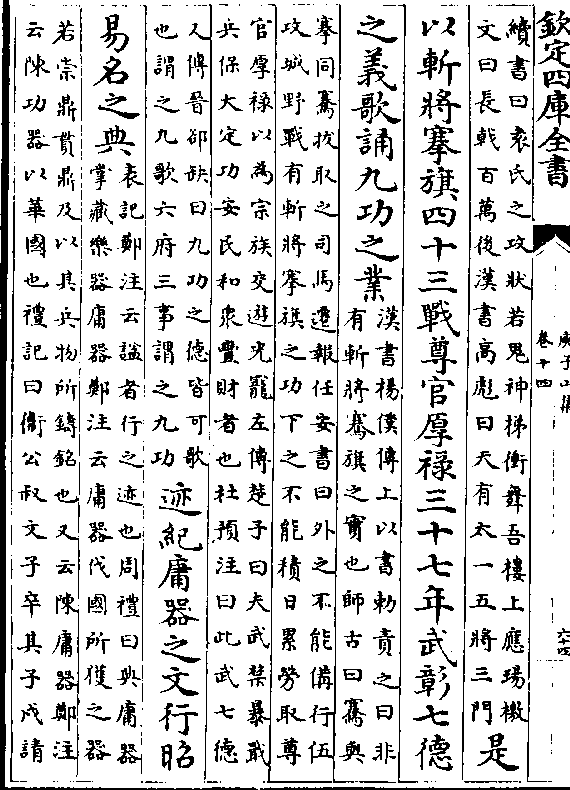 欽定四庫全書
庾子山集
卷十四
六十四
續書曰袁氏之攻狀若鬼神梯衝舞吾樓上應瑒檄
文曰長戟百萬後漢書高彪曰天有太一五將三門
是
以斬將搴旗四十三戰尊官厚祿三十七年武彰七德
之義歌誦九功之業
漢書楊僕傳上以書勅責之曰非
有斬將騫旗之實也師古曰騫與
搴同騫拔取之司馬遷報任安書曰外之不能備行伍
攻城野戰有斬將搴旗之功下之不能積日累勞取尊
官厚祿以為宗族交遊光寵左傳楚子曰夫武禁暴戢
兵保大定功安民和衆豐財者也杜預注曰此武七德
又傳晉郤缺曰九功之德皆可歌
也謂之九歌六府三事謂之九功
迹紀庸器之文行昭
易名之典
表記鄭注云諡者行之迹也周禮曰典庸器
掌藏樂器庸器鄭注云庸器伐國所獲之器
若崇鼎貫鼎及以其兵物所鑄銘也又云陳庸器鄭注
云陳功器以華國也禮記曰衞公叔文子卒其子戍請